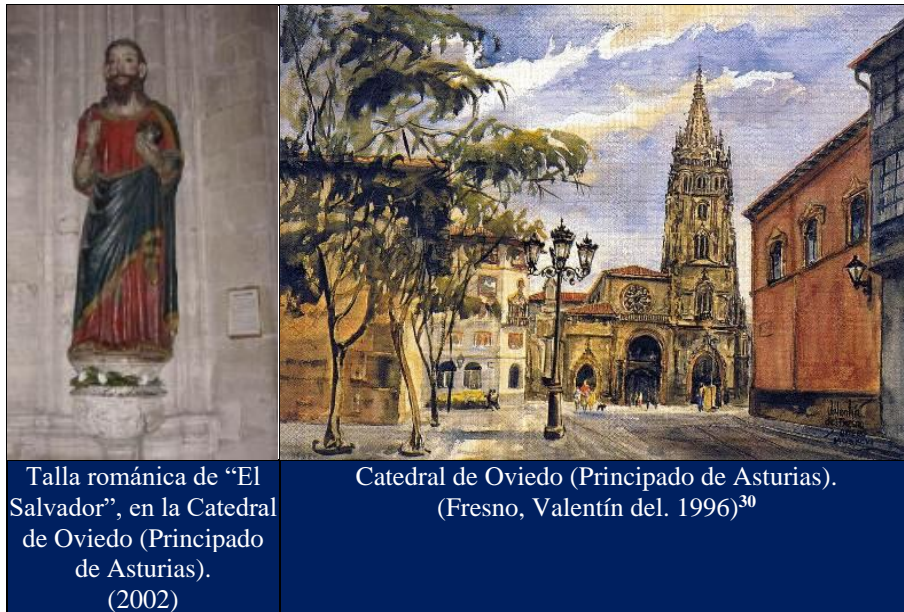 Talla románica de “El
Salvador”, en la Catedral
de Oviedo (Principado
de Asturias).
(2002)
Catedral de Oviedo (Principado de Asturias).
(Fresno, Valentín del. 1996)30